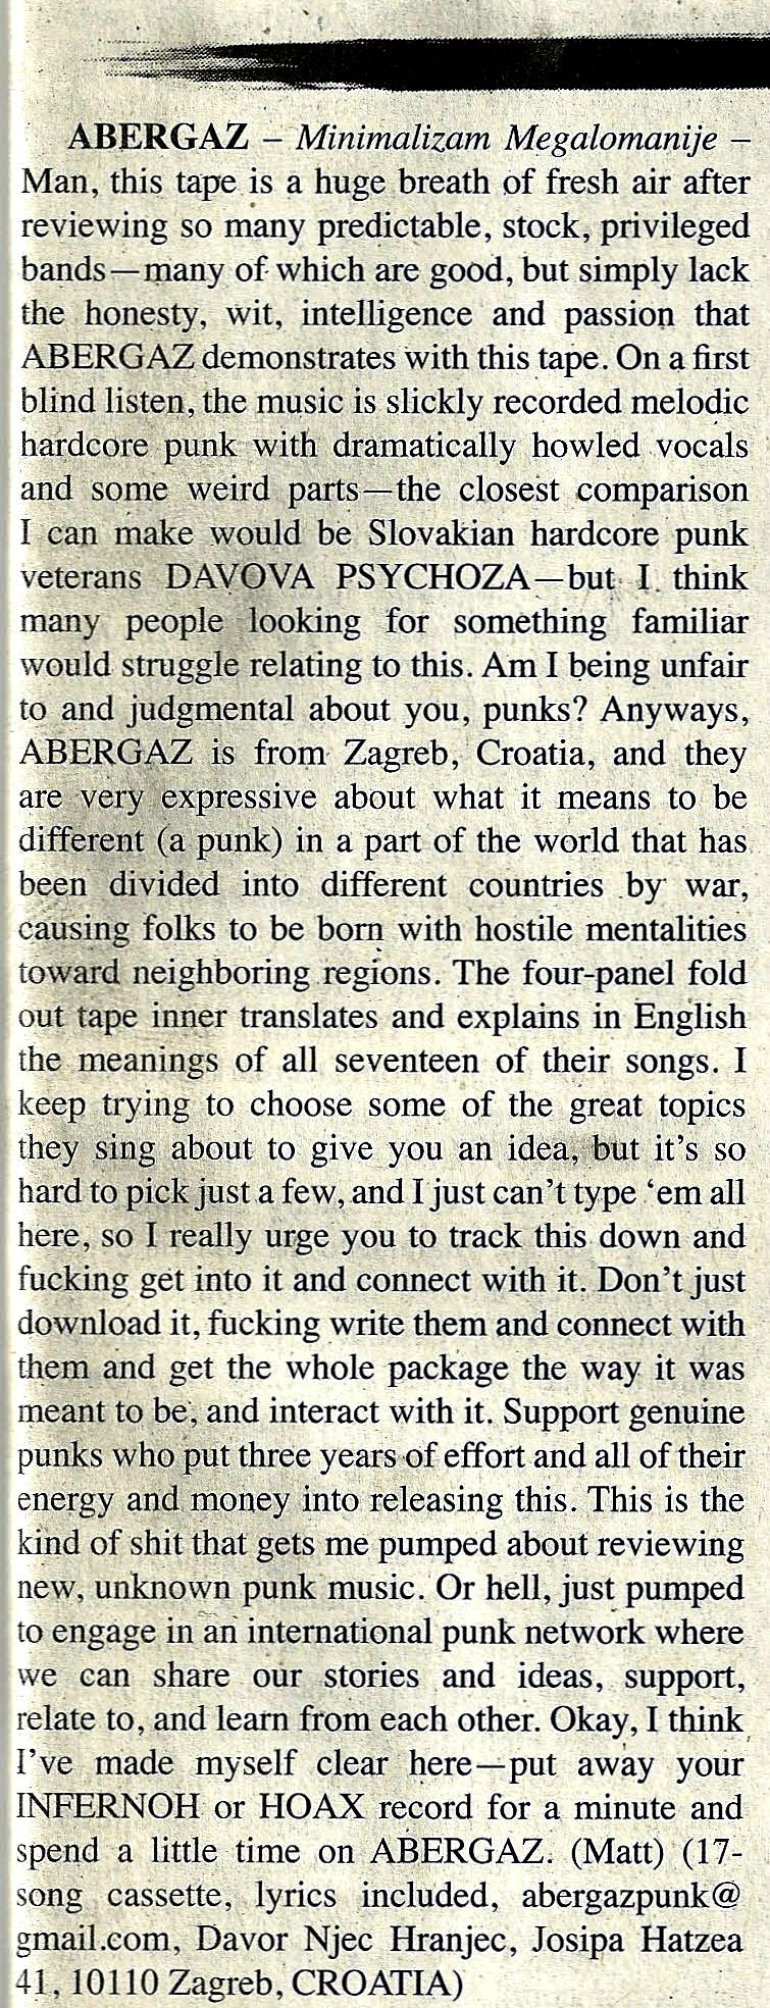 ABERGAZ – Minimalizam Megalomanije –
Man, this tape is a huge breath of fresh air after
reviewing so many predictable, stock, privileged
bands—many of which are good, but simply lack
the honesty, wit, intelligence and passion that
ABERGAZ demonstrates with this tape. On a first
blind listen, the music is slickly recorded melodic
hardcore punk with dramatically howled vocals
and some weird parts—the closest comparison
I can make would be Slovakian hardcore punk
veterans DAVOVA PSYCHOZA—but I think
many people looking for something familiar
would struggle relating to this. Am I being unfair
to and judgmental about you, punks? Anyways,
ABERGAZ is from Zagreb, Croatia, and they
are very expressive about what it means to be
different (a punk) in a part of the world that has
been divided into different countries by war,
causing folks to be born with hostile mentalities
toward neighboring regions. The four-panel fold
out tape inner translates and explains in English
the meanings of all seventeen of their songs. I
keep trying to choose some of the great topics
they sing about to give you an idea, but it's so
hard to pick just a few, and I just can't type 'em all
here, so I really urge you to track this down and
fucking get into it and connect with it. Don't just
download it, fucking write them and connect with
them and get the whole package the way it was
meant to be, and interact with it. Support genuine
punks who put three years of effort and all of their
energy and money into releasing this. This is the
kind of shit that gets me pumped about reviewing
new, unknown punk music. Or hell, just pumped
to engage in an international punk network where
we can share our stories and ideas, support,
relate to, and learn from each other. Okay, I think
I've made myself clear here—put away your
INFERNOH or HOAX record for a minute and
spend a little time on ABERGAZ. (Matt) (17-
song cassette, lyrics included, abergazpunk@
gmail.com, Davor Njec Hranjec, Josipa Hatzea
41, 10110 Zagreb, CROATIA)